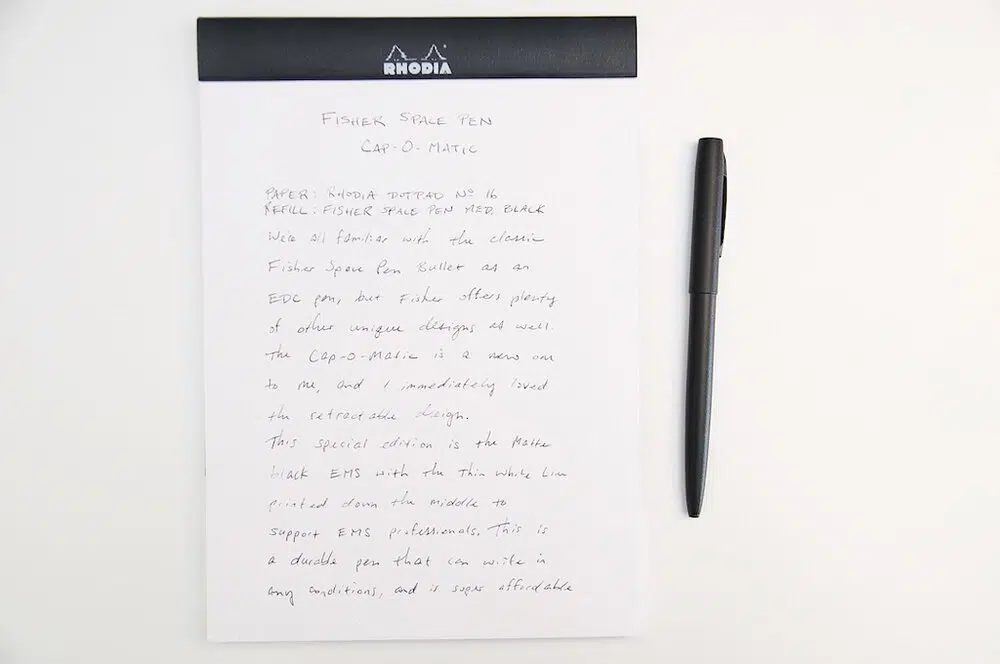 RHODIA
FISHER SPACE PEN
CAP-O-MATIC
PAPER: RHODIA DOTPAD Nº 16
REFILL: FISHER SPACE PEN MED. BLACK
We're all familiar with the classic
Fisher Space Pen Bullet as an
EDC pen, but Fisher offers plenty
of other unique designs as well.
The Cap-O-Matic is a new one
to me, and I immediately loved
the retractable design.
This special edition is the Matte
black EMS with the Thin White Line
printed down the middle to
support EMS professionals. This is
a durable pen that can write in
any conditions, and is super affordable